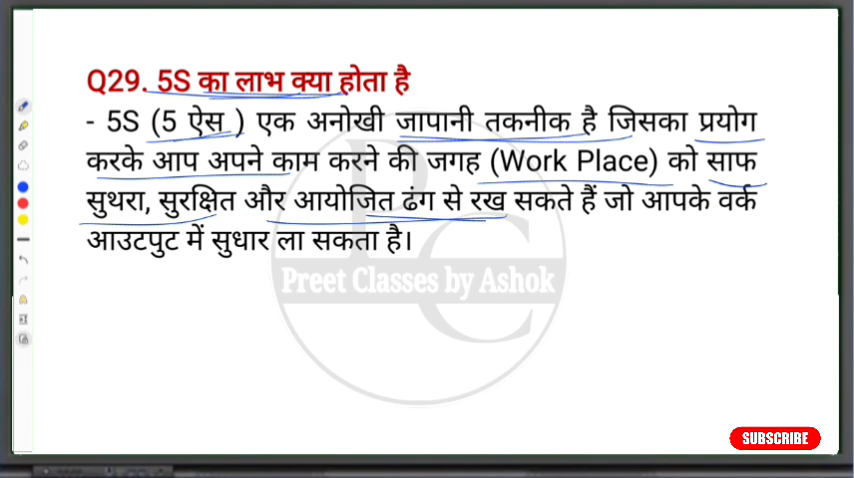 Q29. 5S का लाभ क्या होता है
- 5S (5 ऐस ) एक अनोखी जापानी तकनीक है जिसका प्रयोग
करके आप अपने काम करने की जगह (Work Place) को साफ
सुथरा, सुरक्षित और आयोजित ढंग से रख सकते हैं जो आपके वर्क
आउटपुट में सुधार ला सकता है।
Preet Classes by Ashok
SUBSCRIBE